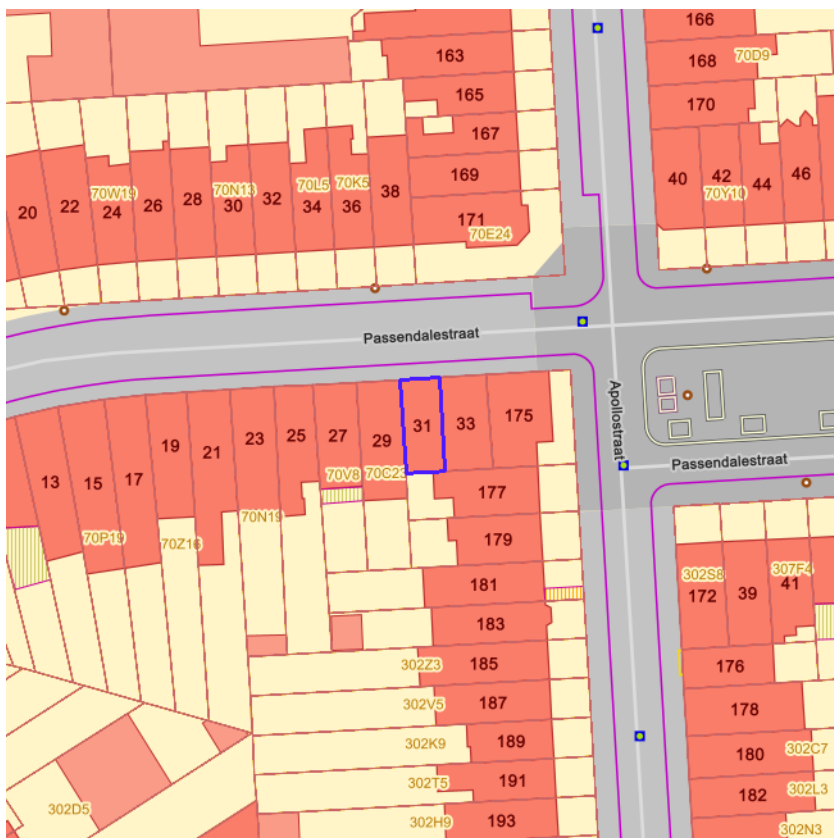 166
163
168
70D9
165
170
167
169
40
42
44
46
70Y10
38
70W19
70N13
70L5
70K5
20
22
24
26
28
30
32
34
36
171
70E24
Passendalestraat
Apollostraat
Passendalestraat
13
15
17
19
21
23
25
27
29
31
33
175
70V8
70C23
177
70P19
70Z16
70N19
179
181
183
302Z3
185
302V5
187
302K9
189
302T5
191
302H9
193
302D5
302S8
172
39
307F4
41
176
178
180
302C7
182
302L3
302N3